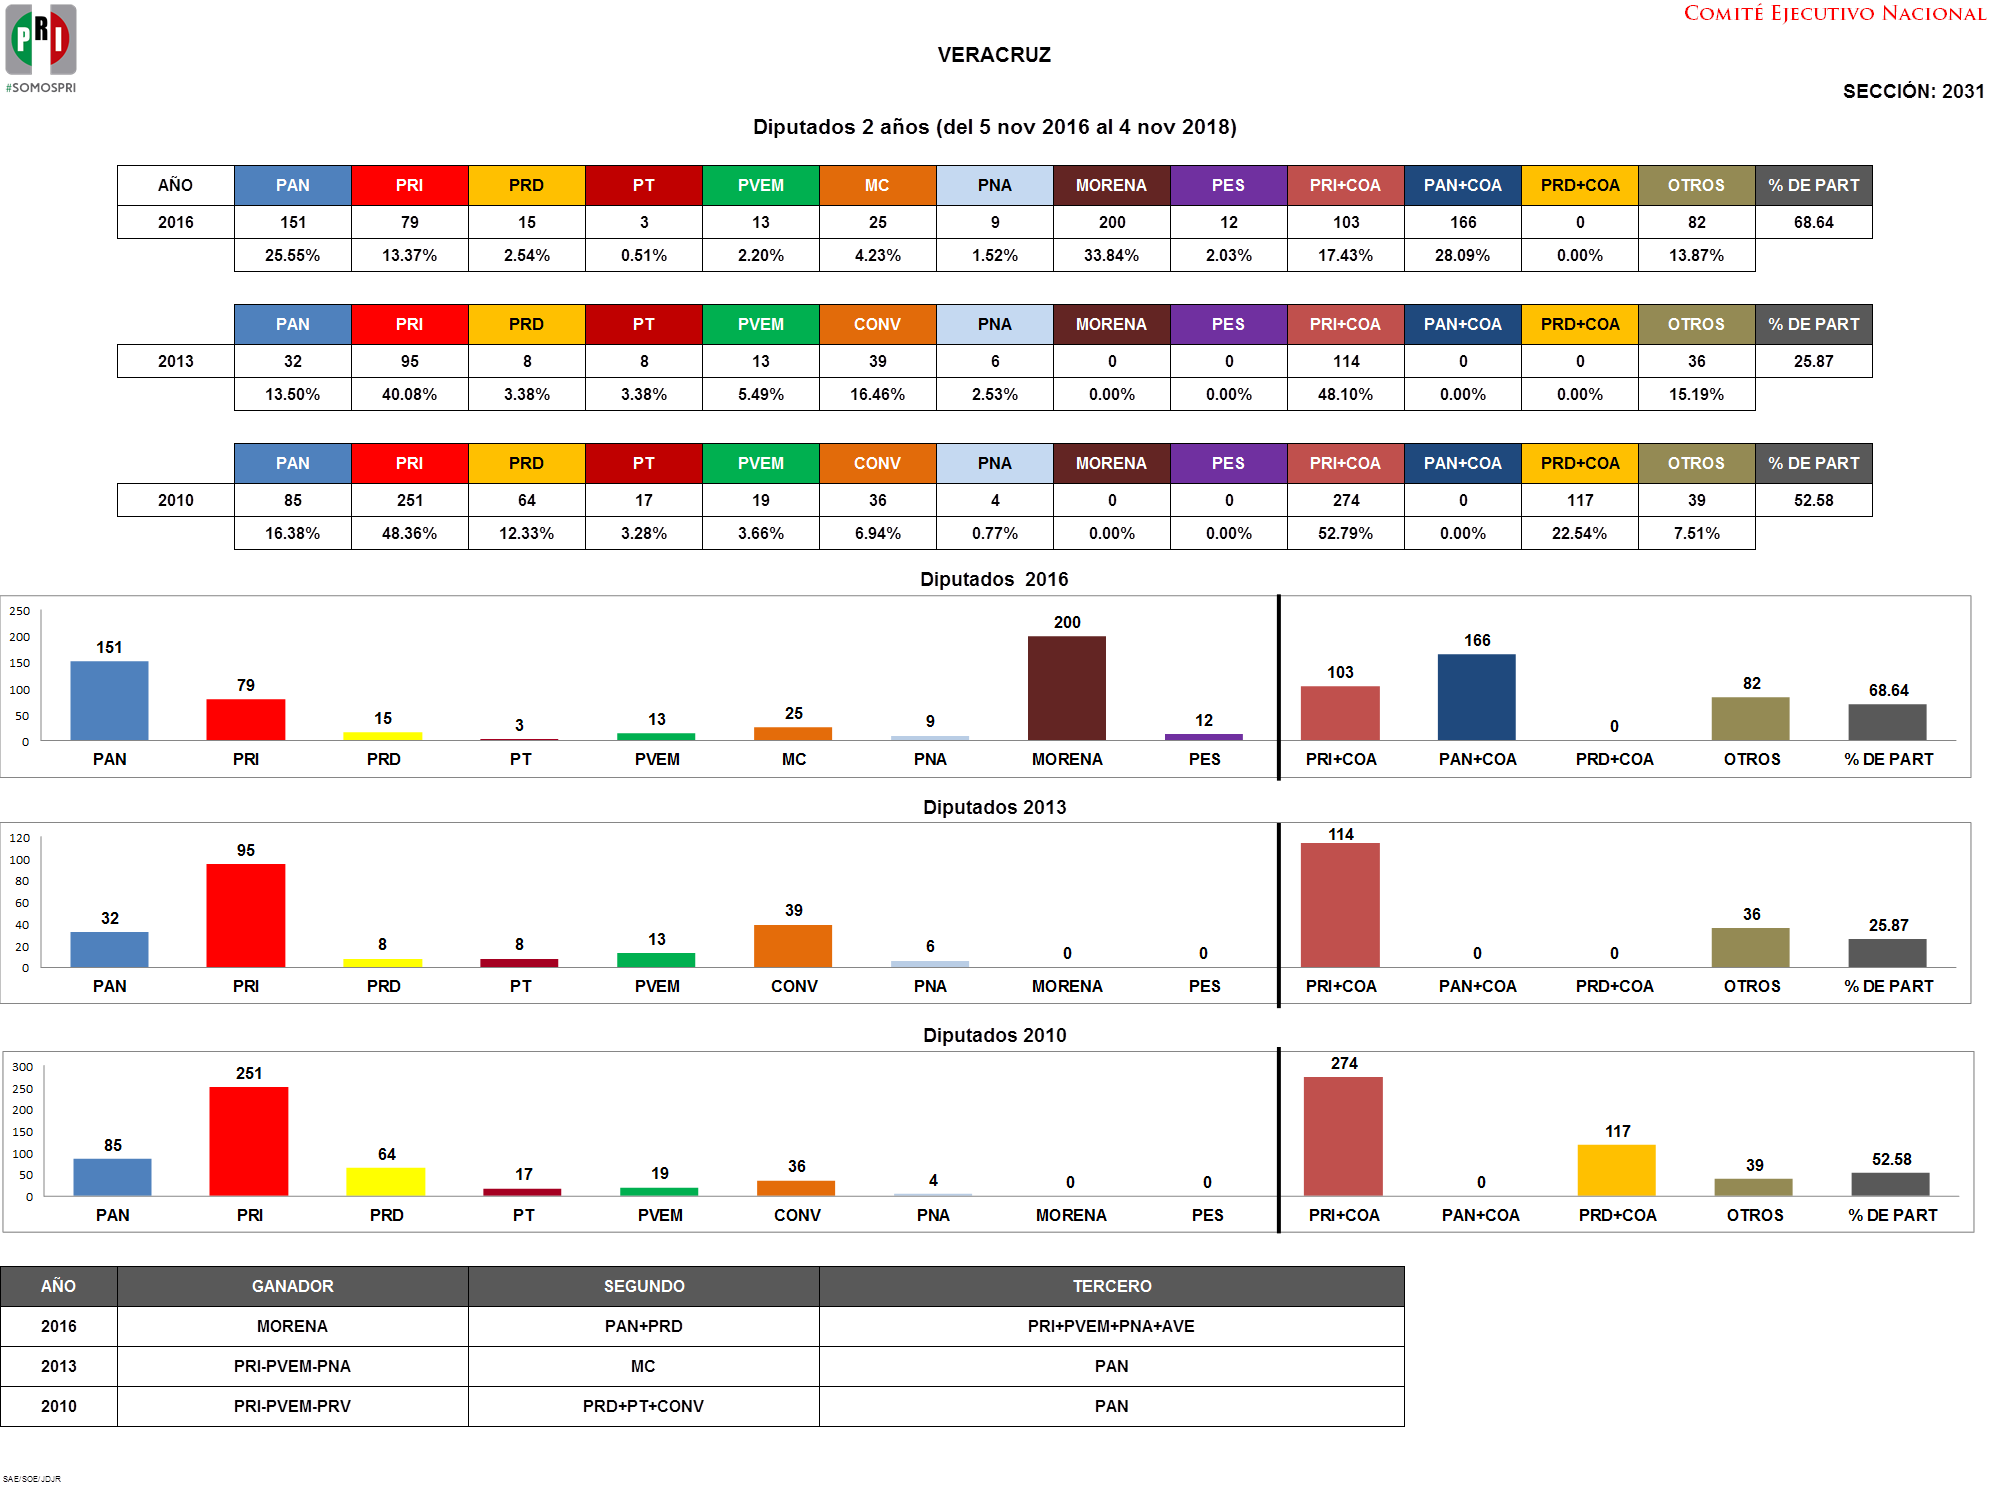 PRI
#SOMOSPRI
COMITÉ EJECUTIVO NACIONAL
VERACRUZ
SECCIÓN: 2031
Diputados 2 años (del 5 nov 2016 al 4 nov 2018)
AÑO PAN PRI PRD PT PVEM MC PNA MORENA PES PRI+COA PAN+COA PRD+COA OTROS % DE PART
2016 151 79 15 3 13 25 9 200 12 103 166 0 82 68.64
25.55% 13.37% 2.54% 0.51% 2.20% 4.23% 1.52% 33.84% 2.03% 17.43% 28.09% 0.00% 13.87%
PAN PRI PRD PT PVEM CONV PNA MORENA PES PRI+COA PAN+COA PRD+COA OTROS % DE PART
2013 32 95 8 8 13 39 6 0 0 114 0 0 36 25.87
13.50% 40.08% 3.38% 3.38% 5.49% 16.46% 2.53% 0.00% 0.00% 48.10% 0.00% 0.00% 15.19%
PAN PRI PRD PT PVEM CONV PNA MORENA PES PRI+COA PAN+COA PRD+COA OTROS % DE PART
2010 85 251 64 17 19 36 4 0 0 274 0 117 39 52.58
16.38% 48.36% 12.33% 3.28% 3.66% 6.94% 0.77% 0.00% 0.00% 52.79% 0.00% 22.54% 7.51%
Diputados 2016
250
200
150
100
50
0
151 79 15 3 13 25 9 200 12 103 166 0 82 68.64
PAN PRI PRD PT PVEM MC PNA MORENA PES PRI+COA PAN+COA PRD+COA OTROS % DE PART
Diputados 2013
120
100
80
60
40
20
0
32 95 8 8 13 39 6 0 0 114 0 0 36 25.87
PAN PRI PRD PT PVEM CONV PNA MORENA PES PRI+COA PAN+COA PRD+COA OTROS % DE PART
Diputados 2010
300
250
200
150
100
50
0
85 251 64 17 19 36 4 0 0 274 0 117 39 52.58
PAN PRI PRD PT PVEM CONV PNA MORENA PES PRI+COA PAN+COA PRD+COA OTROS % DE PART
AÑO GANADOR SEGUNDO TERCERO
2016 MORENA PAN+PRD PRI+PVEM+PNA+AVE
2013 PRI-PVEM-PNA MC PAN
2010 PRI-PVEM-PRV PRD+PT+CONV PAN
SAE/SOE/JDJR